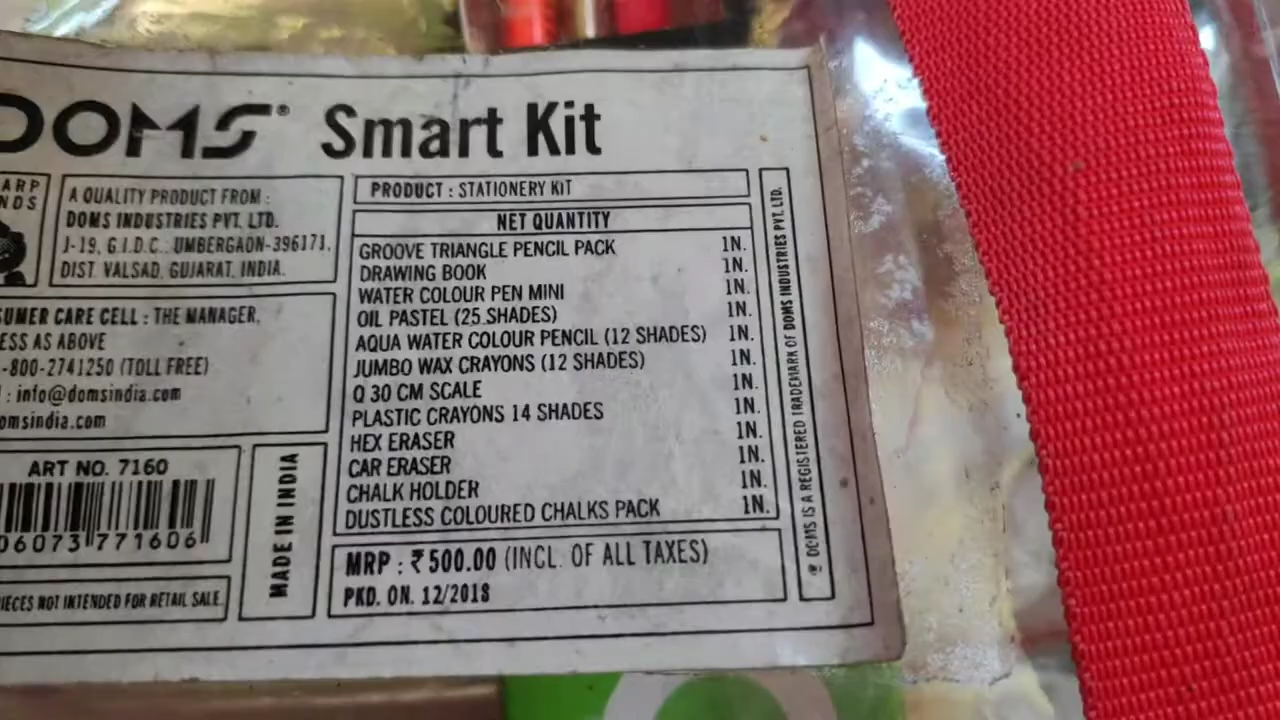 DOMS® Smart Kit
A QUALITY PRODUCT FROM :
DOMS INDUSTRIES PVT. LTD.
J-19, G.I.D.C., UMBERGAON-396171,
DIST. VALSAD, GUJARAT, INDIA.
CARE CELL : THE MANAGER,
AS ABOVE
-800-2741250 (TOLL FREE)
: info@domsindia.com
omsindia.com
ART NO. 7160
06073 771606
MADE IN INDIA
NOT INTENDED FOR RETAIL SALE
PRODUCT : STATIONERY KIT
NET QUANTITY
GROOVE TRIANGLE PENCIL PACK 1N.
DRAWING BOOK 1N.
WATER COLOUR PEN MINI 1N.
OIL PASTEL (25 SHADES) 1N.
AQUA WATER COLOUR PENCIL (12 SHADES) 1N.
JUMBO WAX CRAYONS (12 SHADES) 1N.
Q 30 CM SCALE 1N.
PLASTIC CRAYONS 14 SHADES 1N.
HEX ERASER 1N.
CAR ERASER 1N.
CHALK HOLDER 1N.
DUSTLESS COLOURED CHALKS PACK 1N.
MRP : ₹500.00 (INCL. OF ALL TAXES)
PKD. ON. 12/2018
DOMS IS A REGISTERED TRADEMARK OF DOMS INDUSTRIES PVT. LTD.